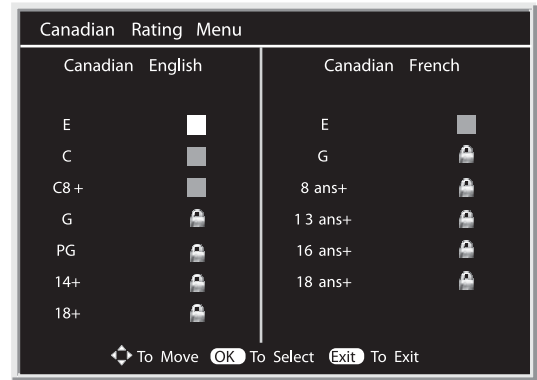 Canadian Rating Menu
Canadian English
E
C
C8 +
G
PG
14+
18+
Canadian French
E
G
8 ans+
1 3 ans+
16 ans+
18 ans+
To Move OK To Select Exit To Exit